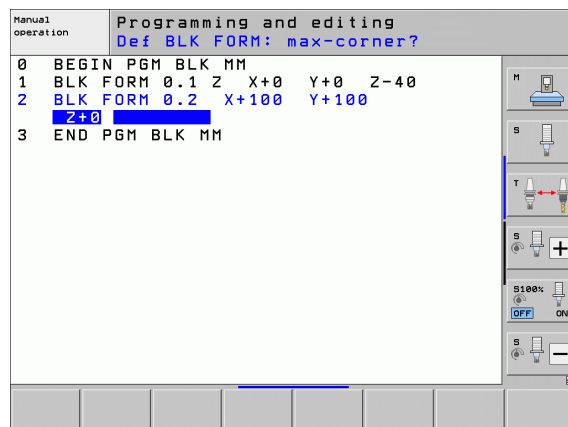 Manual operation
Programming and editing
Def BLK FORM: max-corner?
0 BEGIN PGM BLK MM
1 BLK FORM 0.1 Z X+0 Y+0 Z-40
2 BLK FORM 0.2 X+100 Y+100
Z+0
3 END PGM BLK MM
M
S
T
S
+
S100%
OFF ON
S
-